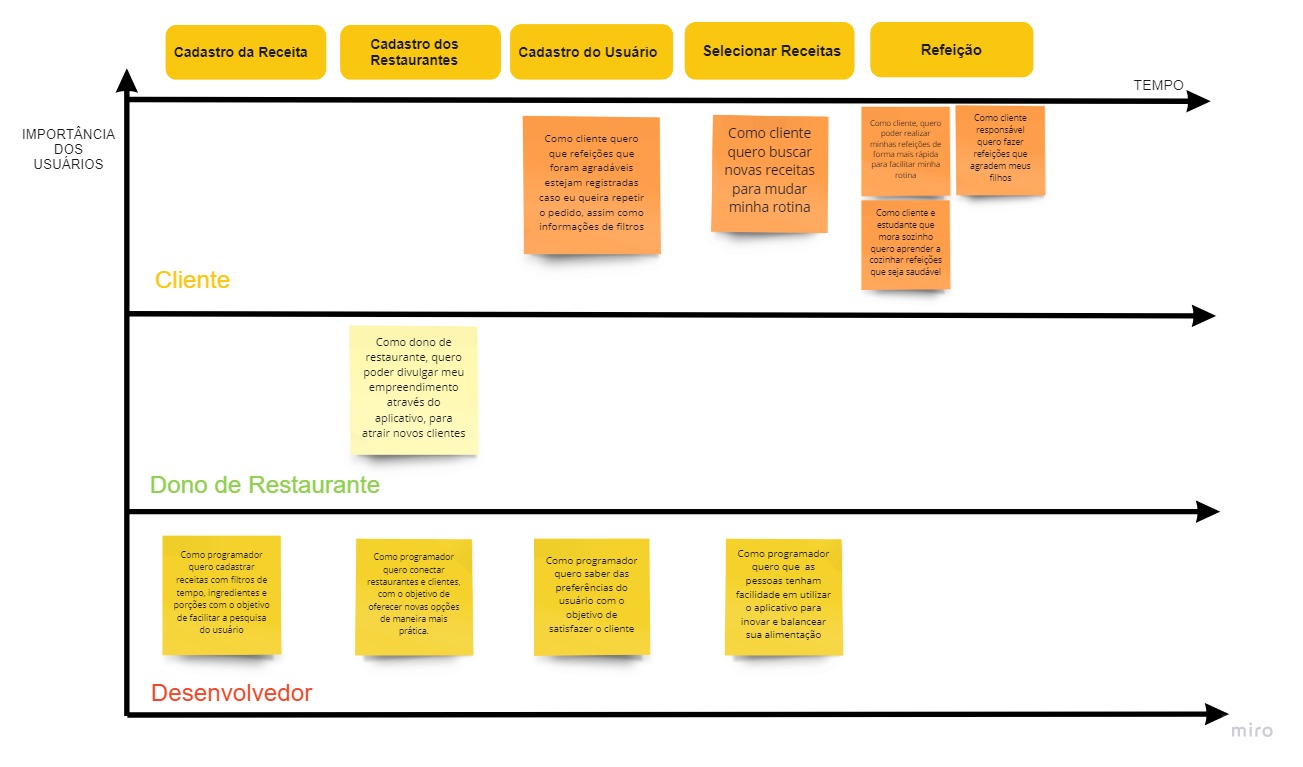 Cadastro da Receita
Cadastro dos
Restaurantes
Cadastro do Usuário
Selecionar Receitas
Refeição
TEMPO
IMPORTÂNCIA
DOS
USUÁRIOS
Como cliente quero
que refeições que
foram agradáveis
estejam registradas
caso eu queira repetir
o pedido, assim como
informações de filtros
Como cliente
quero buscar
novas receitas
para mudar
minha rotina
Como cliente, quero
poder realizar
minhas refeições de
forma mais rápida
para facilitar minha
rotina
Como cliente
responsável
quero fazer
refeições que
agradem meus
filhos
Como cliente e
estudante que
mora sozinho
quero aprender a
cozinhar refeições
que seja saudável
Cliente
Como dono de
restaurante, quero
poder divulgar meu
empreendimento
através do
aplicativo, para
atrair novos clientes
Dono de Restaurante
Como programador
quero cadastrar
receitas com filtros de
tempo, ingredientes e
porções com o objetivo
de facilitar a pesquisa
do usuário
Como programador
quero conectar
restaurantes e clientes,
com o objetivo de
oferecer novas opções
de maneira mais
prática.
Como programador
quero saber das
preferências do
usuário com o
objetivo de
satisfazer o cliente
Como programador
quero que as
pessoas tenham
facilidade em utilizar
o aplicativo para
inovar e balancear
sua alimentação
Desenvolvedor
miro